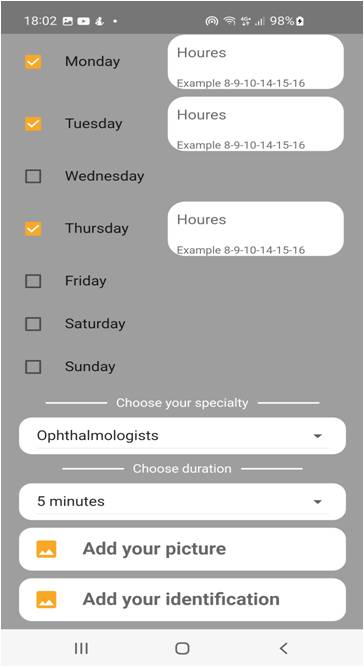 18:02 98%
Monday
Houres
Example 8-9-10-14-15-16
Tuesday
Houres
Example 8-9-10-14-15-16
Wednesday
Thursday
Houres
Example 8-9-10-14-15-16
Friday
Saturday
Sunday
Choose your specialty
Ophthalmologists
Choose duration
5 minutes
Add your picture
Add your identification